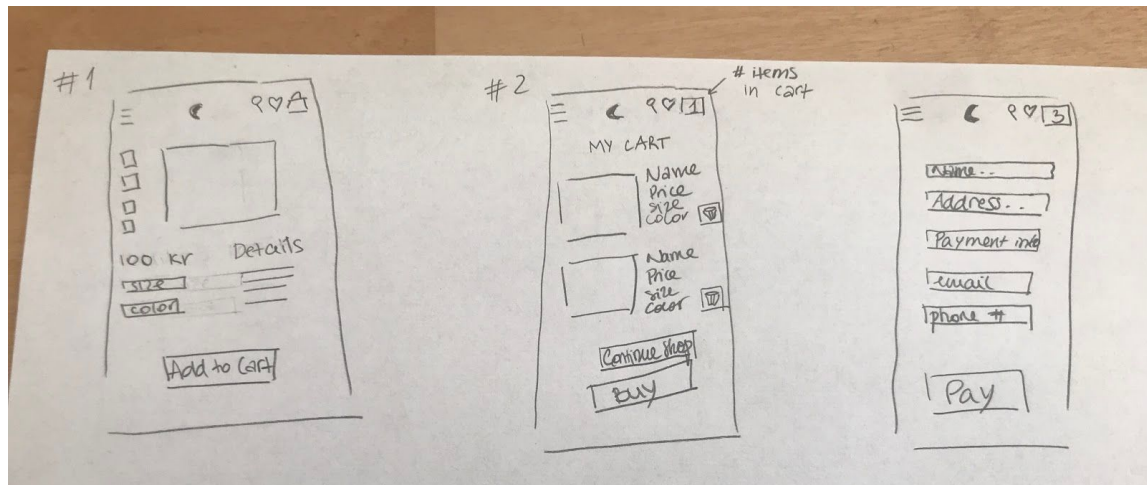 #1
100 kr
Details
size
color
Add to Cart
#2
# items
in cart
1
MY CART
Name
Price
size
color
Name
Price
size
color
Continue Shop
BUY
3
Name..
Address..
Payment info
email
phone #
Pay